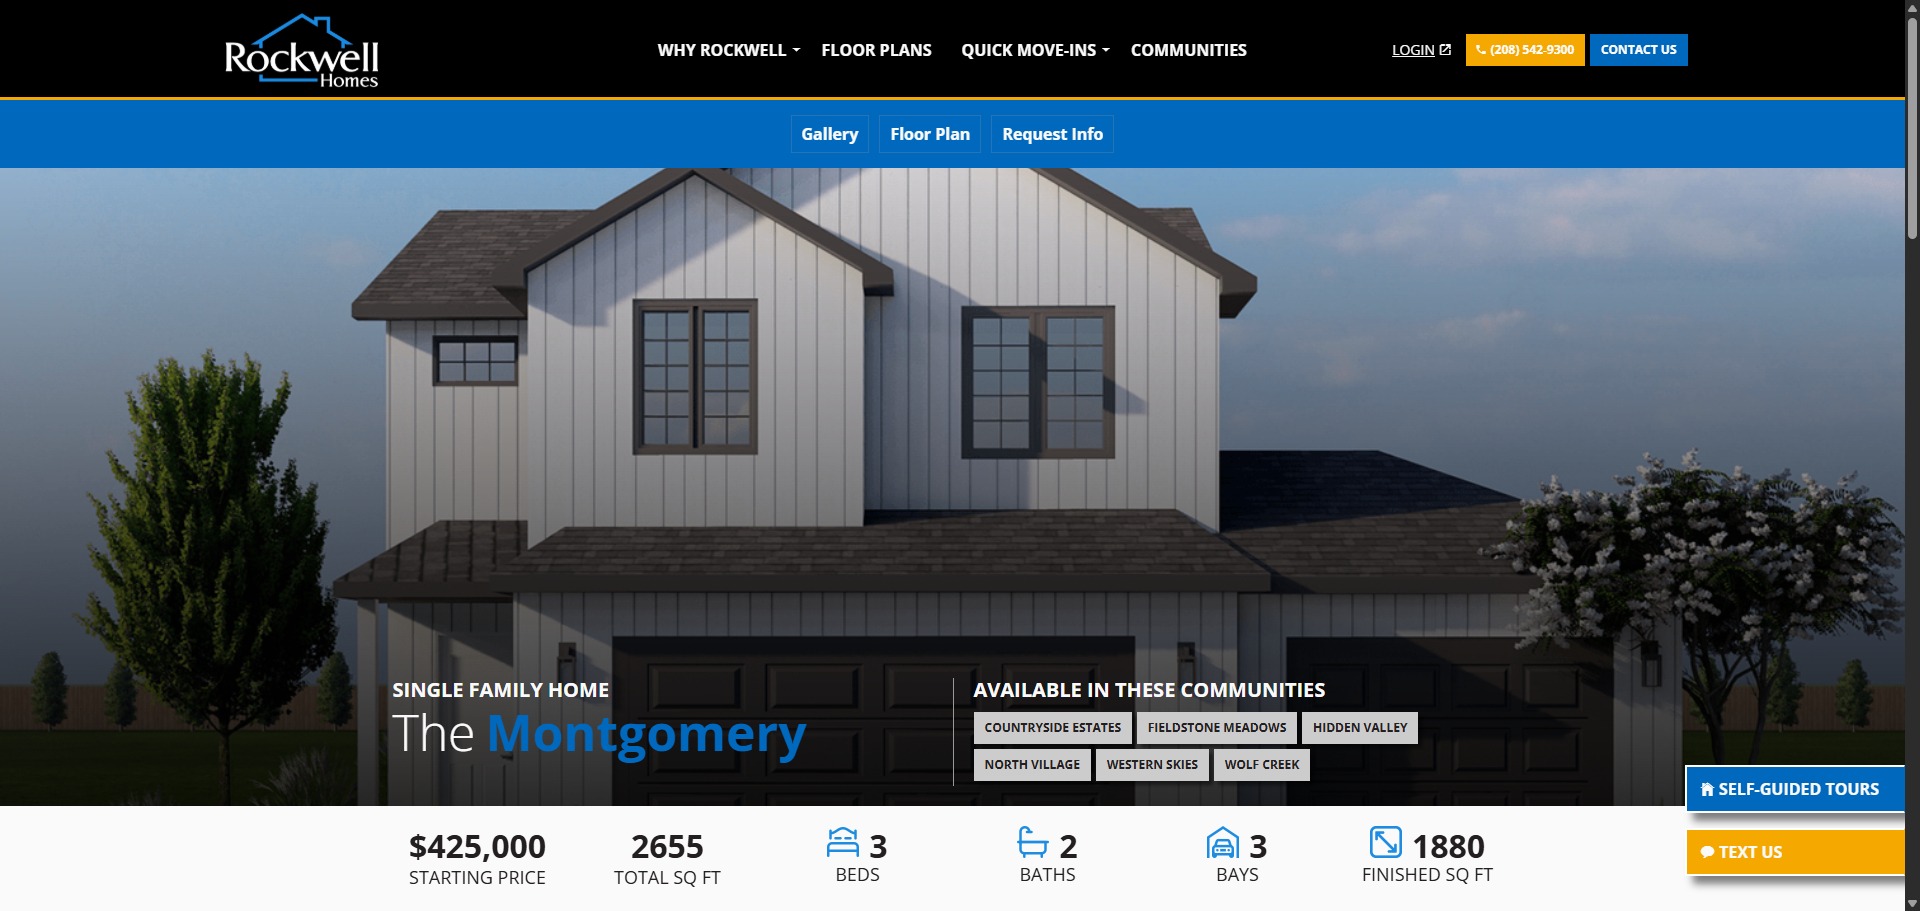 Rockwell
Homes
WHY ROCKWELL
FLOOR PLANS
QUICK MOVE-INS
COMMUNITIES
LOGIN
(208) 542-9300
CONTACT US
Gallery
Floor Plan
Request Info
SINGLE FAMILY HOME
The Montgomery
AVAILABLE IN THESE COMMUNITIES
COUNTRYSIDE ESTATES
FIELDSTONE MEADOWS
HIDDEN VALLEY
NORTH VILLAGE
WESTERN SKIES
WOLF CREEK
SELF-GUIDED TOURS
TEXT US
$425,000
STARTING PRICE
2655
TOTAL SQ FT
3
BEDS
2
BATHS
3
BAYS
1880
FINISHED SQ FT